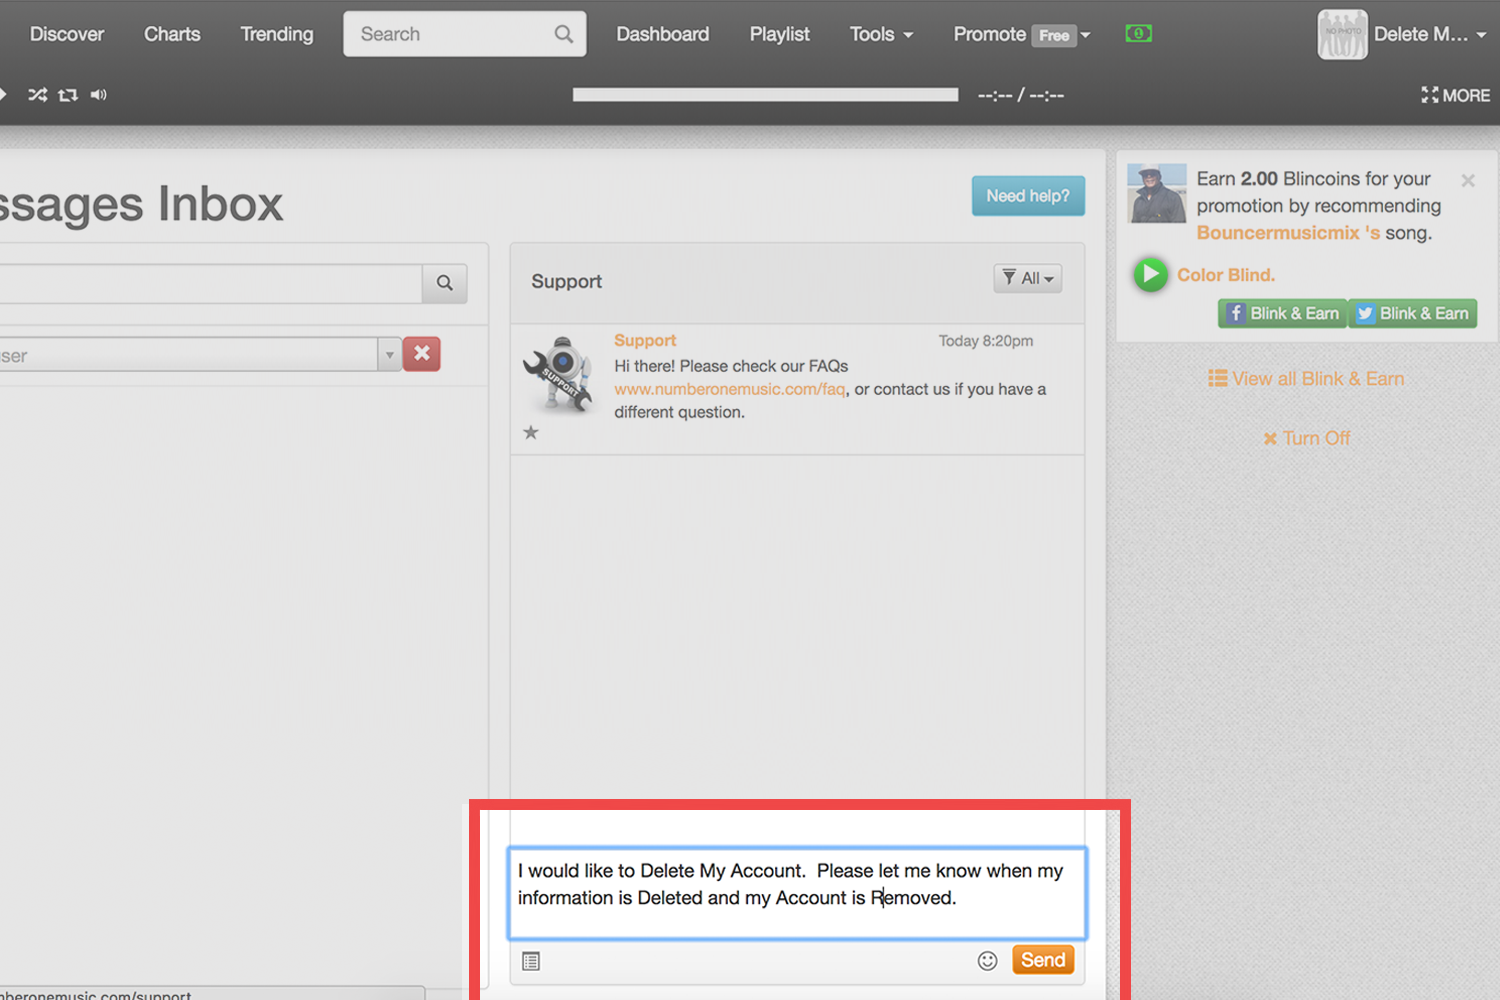 Discover Charts Trending Search Dashboard Playlist Tools Promote Free Delete M...
--:-- / --:-- MORE
ssages Inbox
Need help?
Support
All
ser
Support Today 8:20pm
Hi there! Please check our FAQs
www.numberonemusic.com/faq, or contact us if you have a
different question.
SUPPORT
I would like to Delete My Account.  Please let me know when my
information is Deleted and my Account is Removed.
Send
NO PHOTO
Earn 2.00 Blincoins for your
promotion by recommending
Bouncermusicmix 's song.
Color Blind.
Blink & Earn Blink & Earn
View all Blink & Earn
Turn Off
mberonemusic.com/support